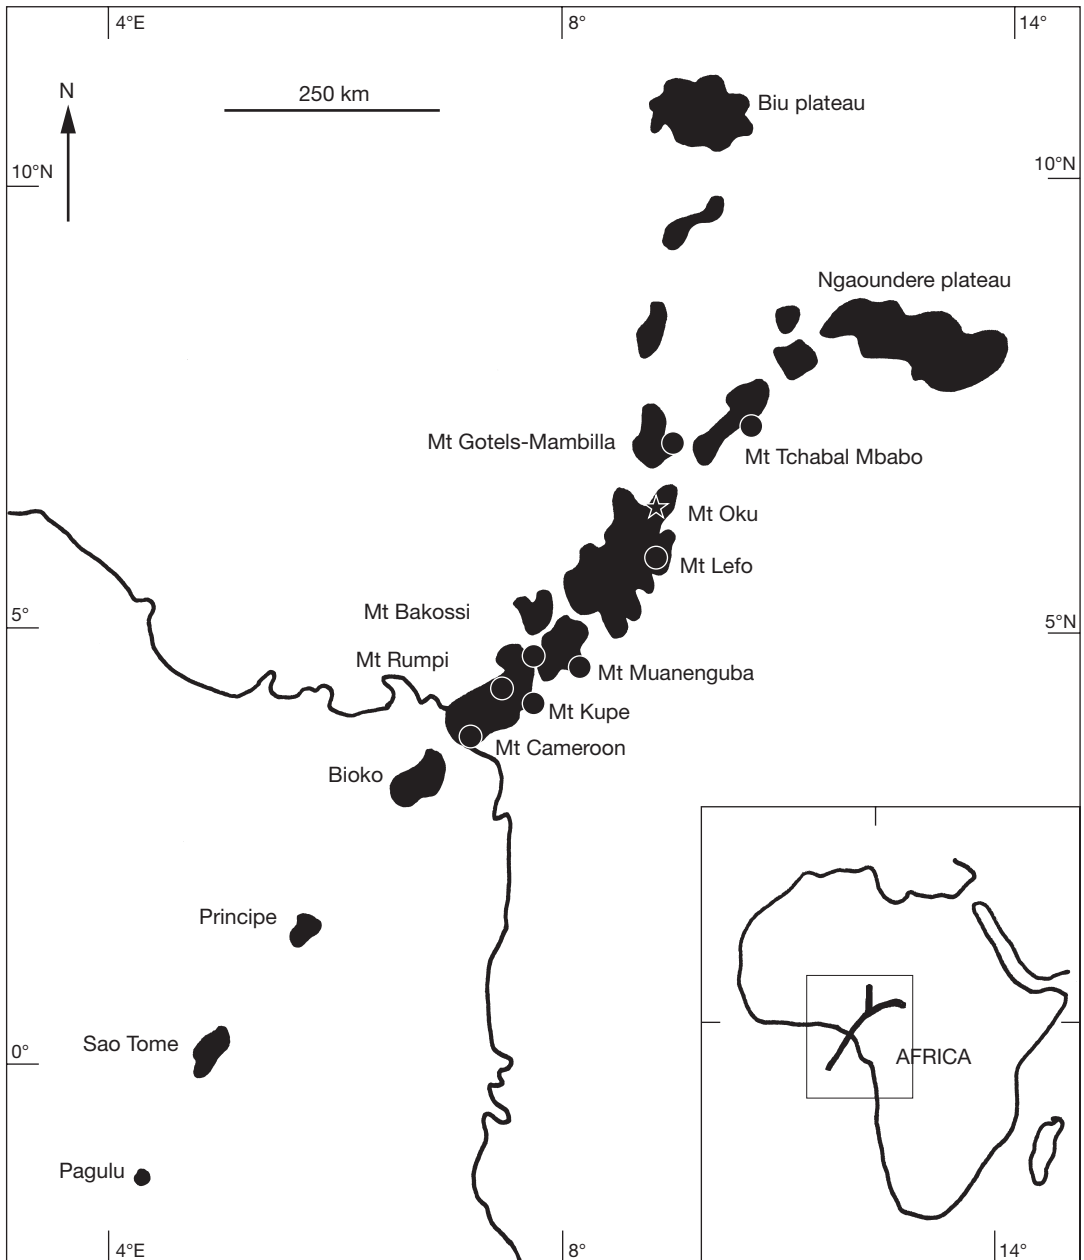 4°E
8°
14°
N
250 km
Biu plateau
10°N
10°N
Ngaoundere plateau
Mt Gotels-Mambilla
Mt Tchabal Mbabo
Mt Oku
Mt Lefo
Mt Bakossi
5°
5°N
Mt Rumpi
Mt Muanenguba
Mt Kupe
Mt Cameroon
Bioko
Principe
Sao Tome
0°
AFRICA
Pagulu
4°E
8°
14°